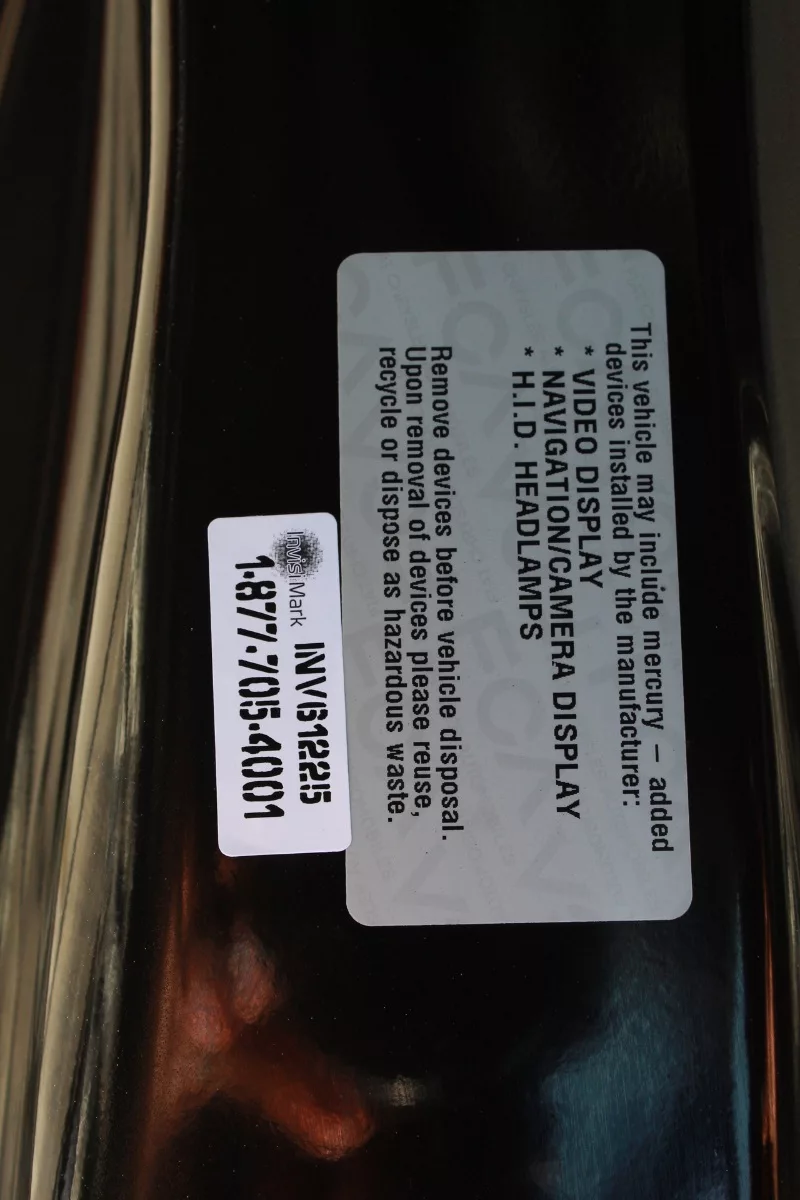 This vehicle may include mercury – added
devices installed by the manufacturer:
* VIDEO DISPLAY
* NAVIGATION/CAMERA DISPLAY
* H.I.D. HEADLAMPS
Remove devices before vehicle disposal.
Upon removal of devices please reuse,
recycle or dispose as hazardous waste.
InvisiMark INV61225
1-877-705-4001